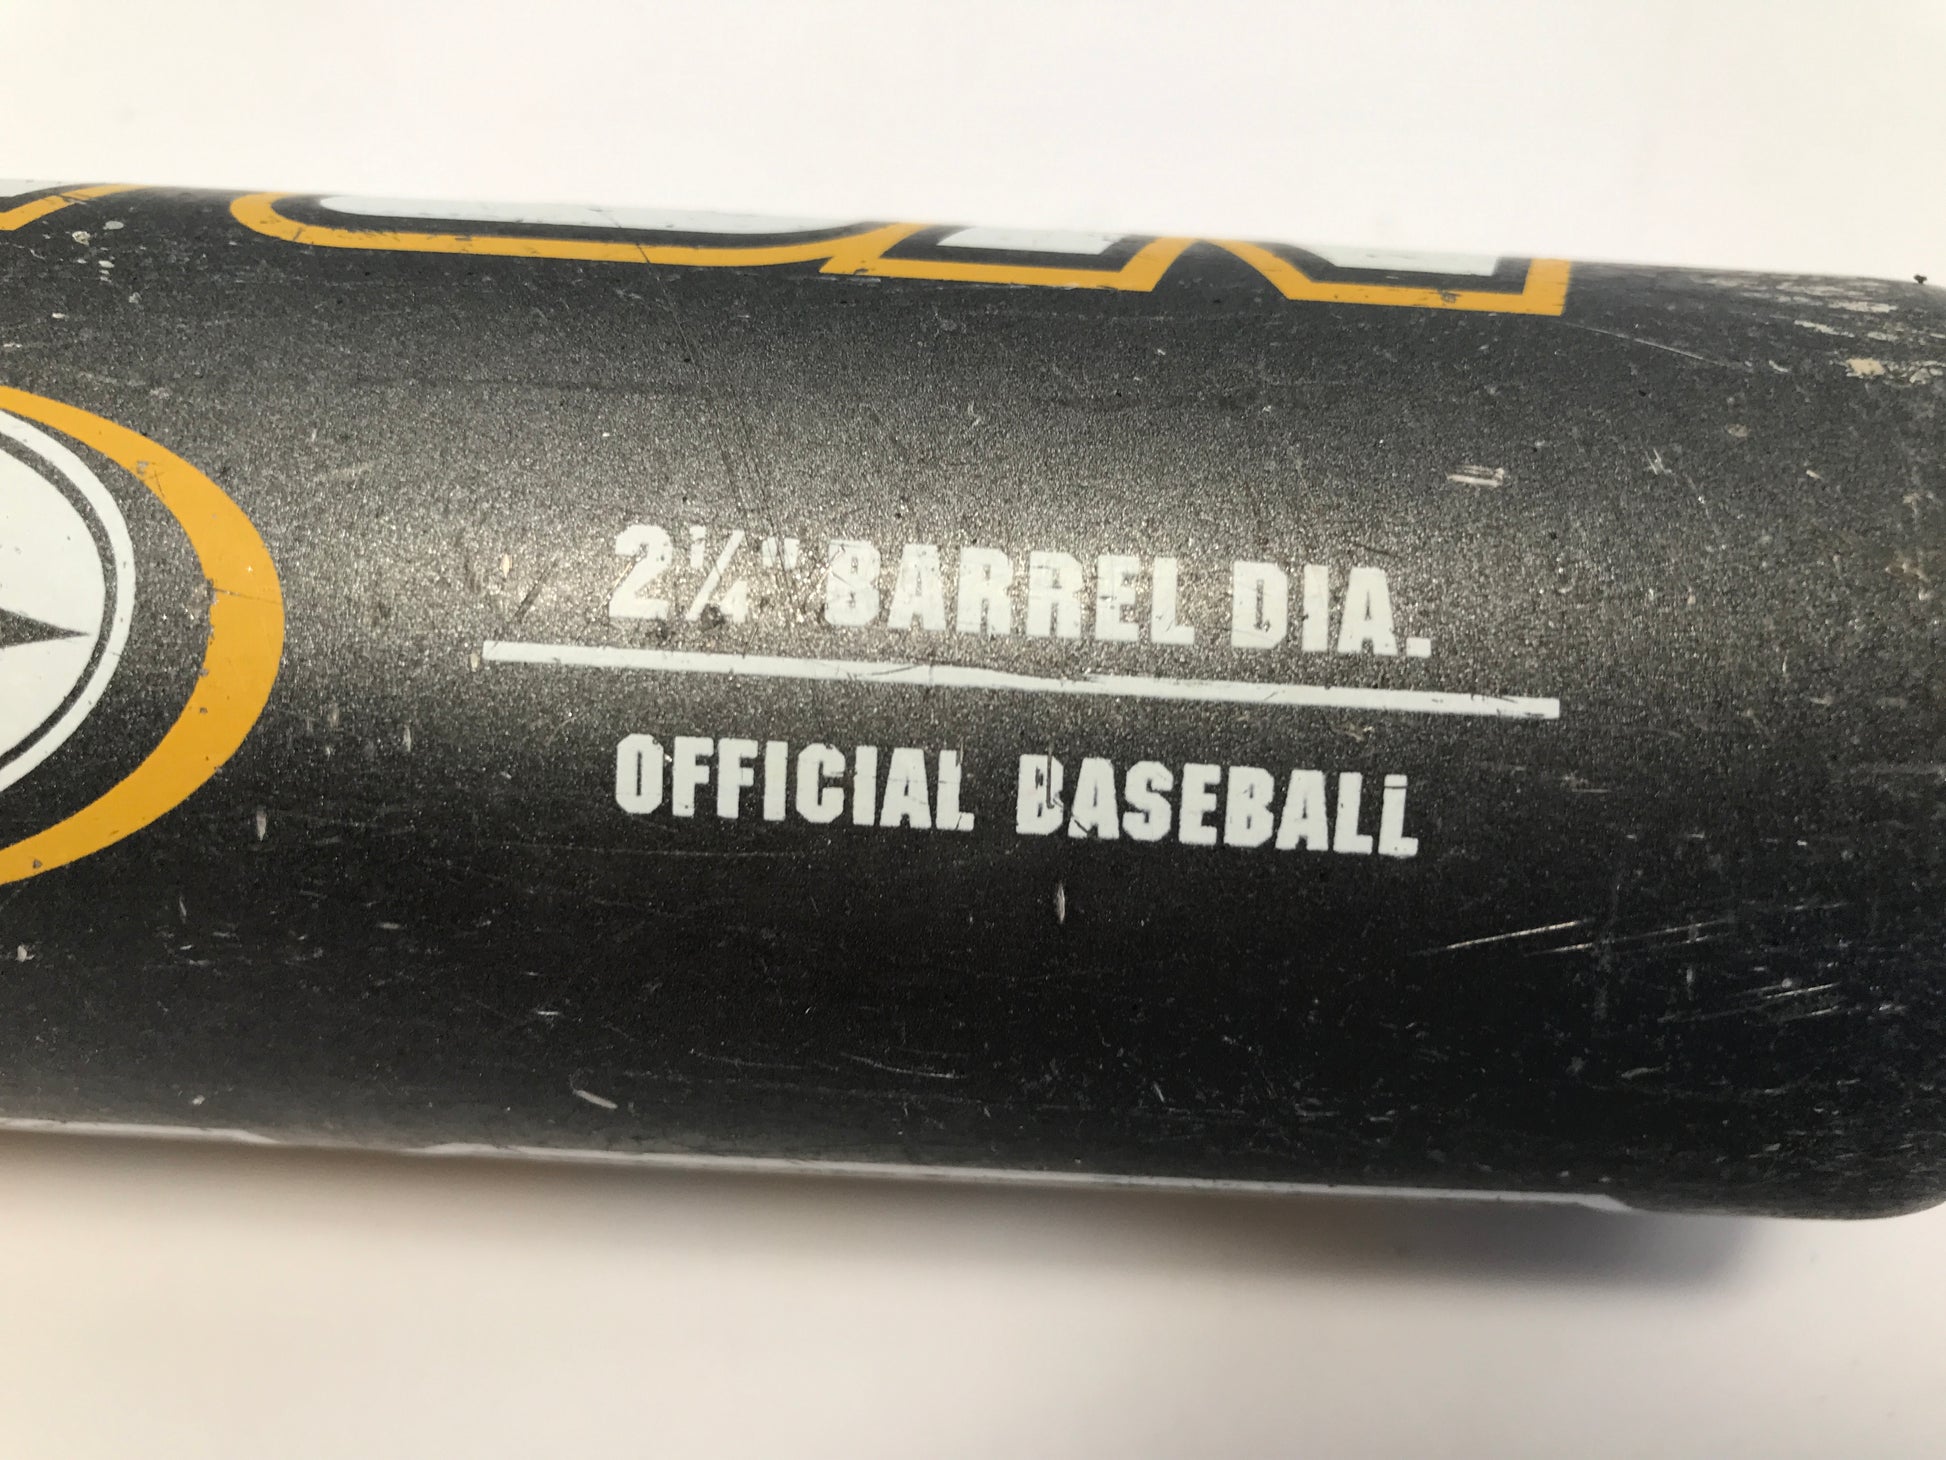 2¼" BARREL DIA.
OFFICIAL BASEBALL